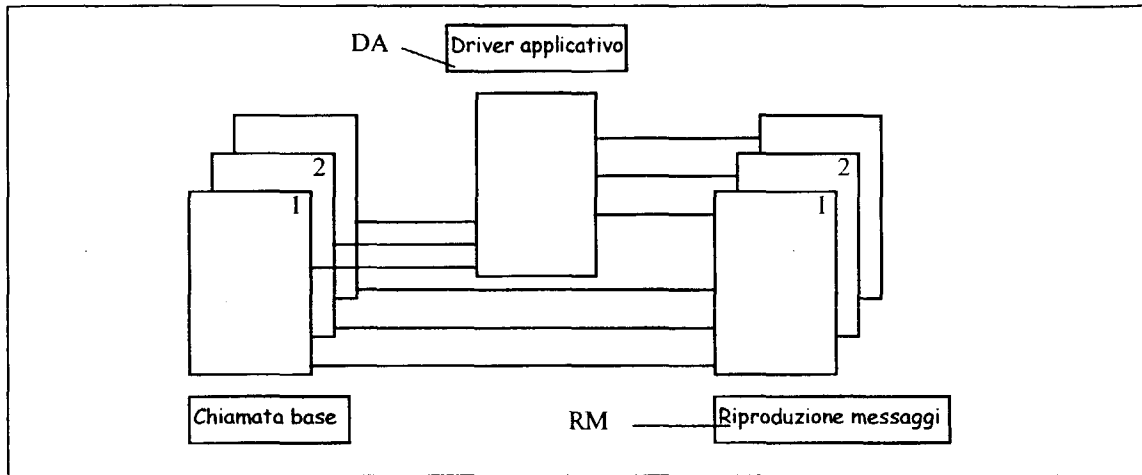 DA
Driver applicativo
2
1
2
1
Chiamata base
RM
Riproduzione messaggi